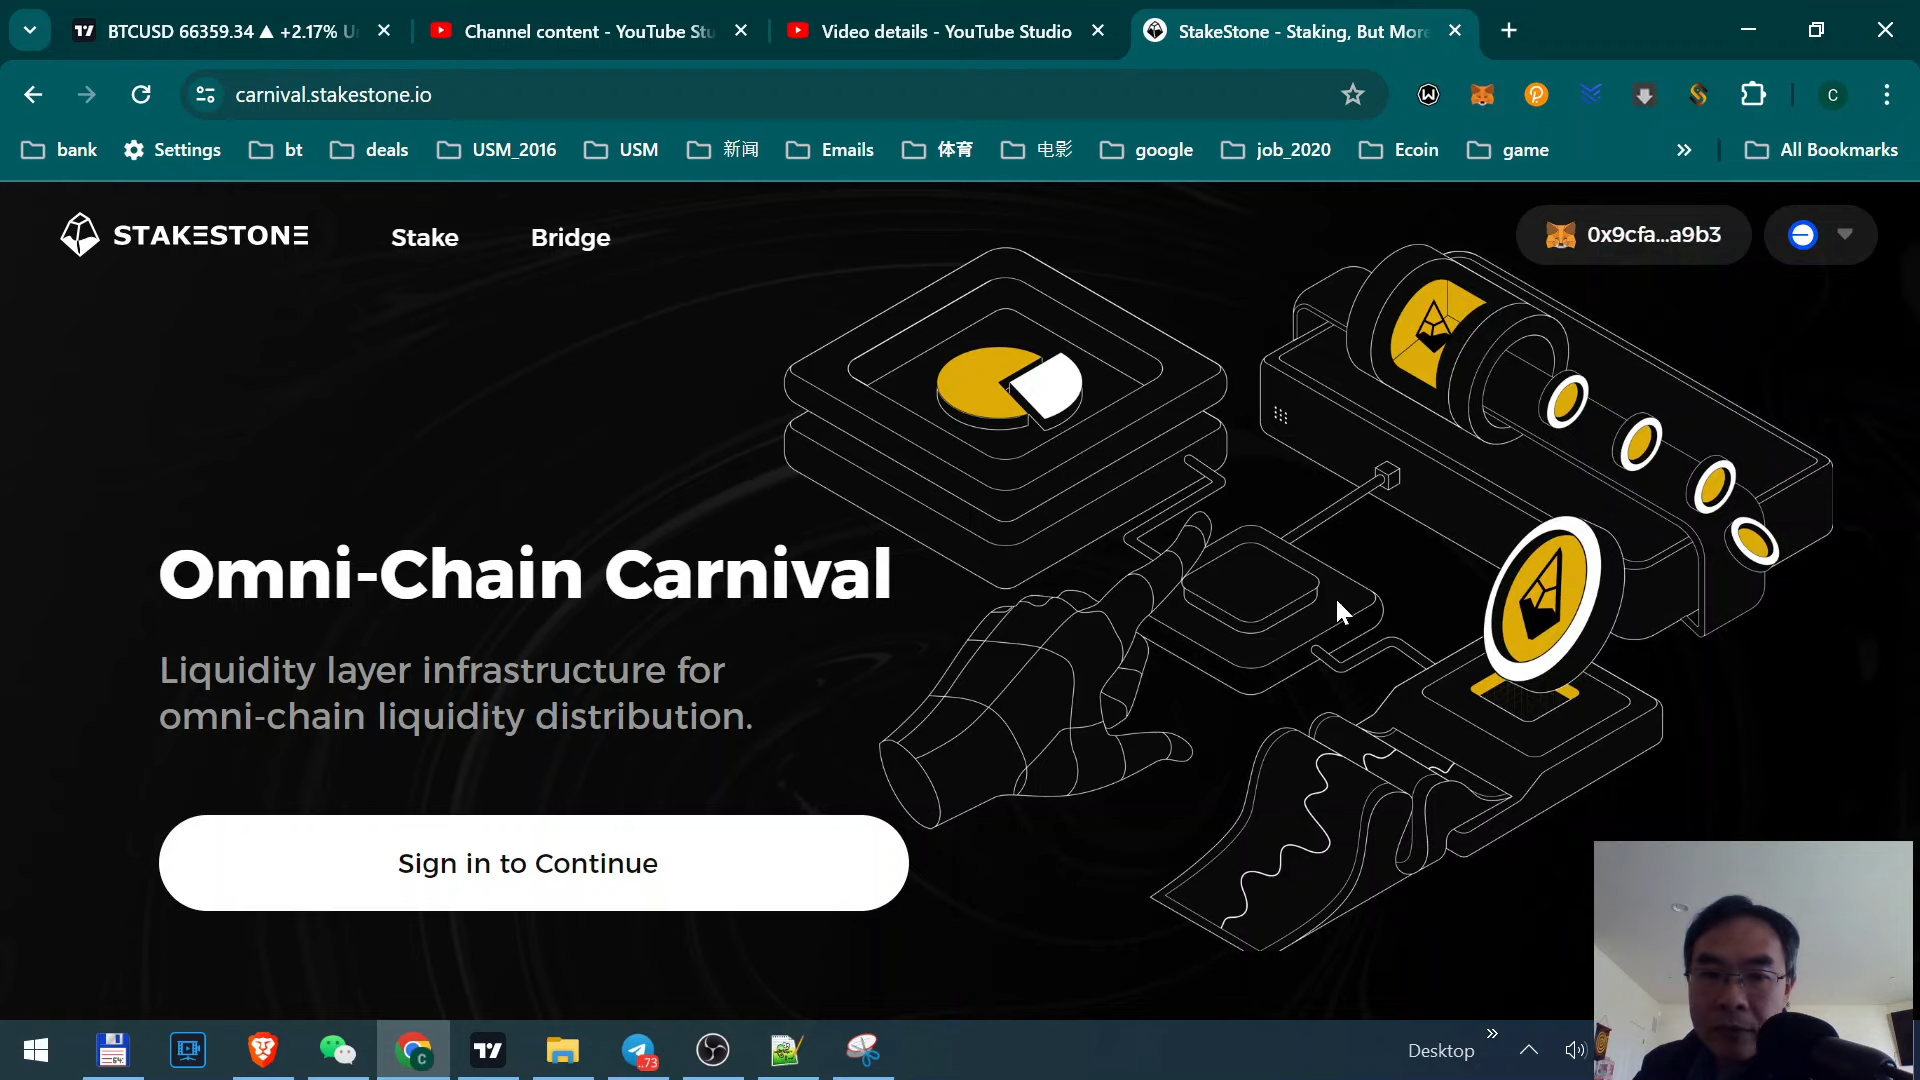 BTCUSD 66359.34 ▲ +2.17% U
Channel content - YouTube Stu
Video details - YouTube Studio
StakeStone - Staking, But More
carnival.stakestone.io
C
bank
Settings
bt
deals
USM_2016
USM
新闻
Emails
体育
电影
google
job_2020
Ecoin
game
»
All Bookmarks
STAKESTONE
Stake
Bridge
0x9cfa...a9b3
Omni-Chain Carnival
Liquidity layer infrastructure for
omni-chain liquidity distribution.
Sign in to Continue
64
C
..73
Desktop